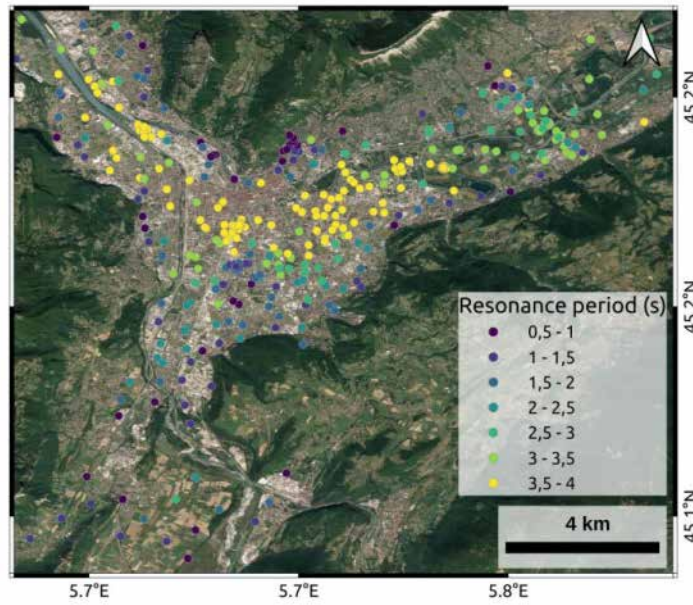 45.2°N
Resonance period (s)
0,5 - 1
1 - 1,5
1,5 - 2
2 - 2,5
2,5 - 3
3 - 3,5
3,5 - 4
45.2°N
4 km
45.1°N
5.7°E
5.7°E
5.8°E